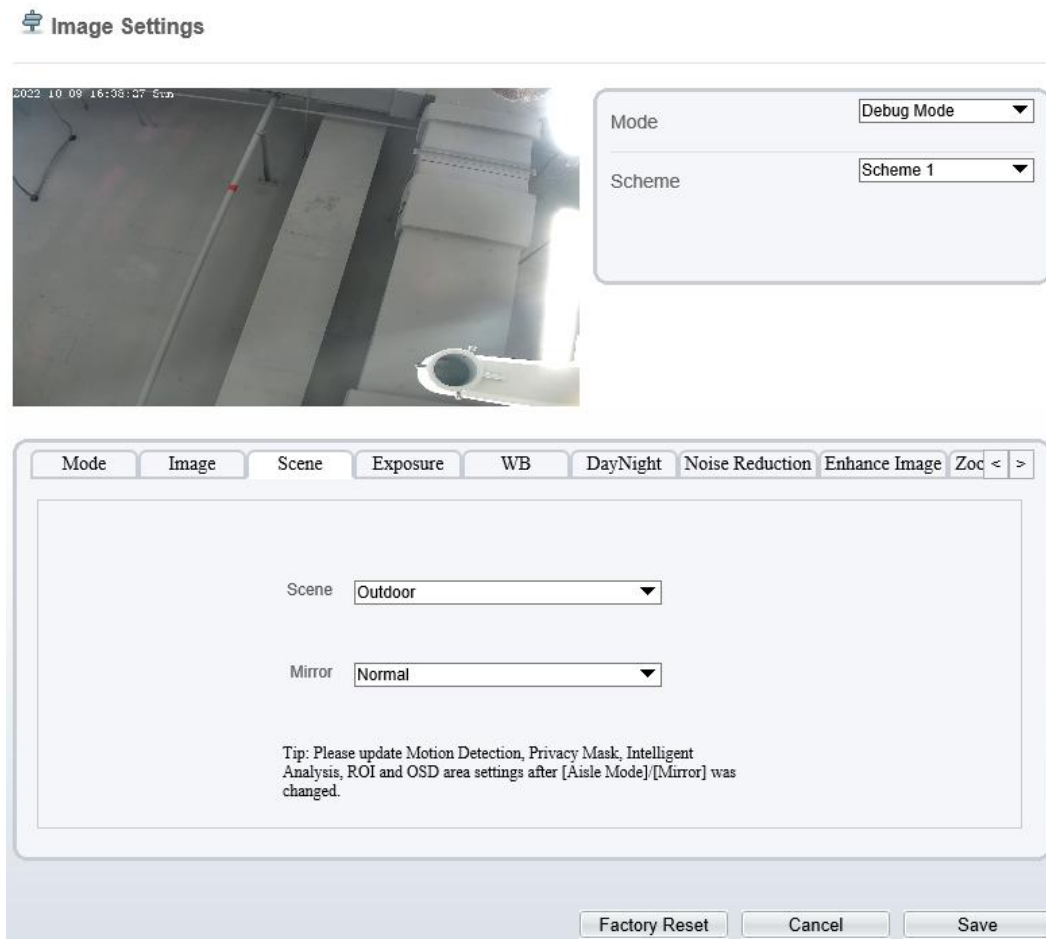 Image Settings
2022 10 09 16:38:27 Sun
Mode
Debug Mode
Scheme
Scheme 1
Mode
Image
Scene
Exposure
WB
DayNight
Noise Reduction
Enhance Image
Zoo
<
>
Scene
Outdoor
Mirror
Normal
Tip: Please update Motion Detection, Privacy Mask, Intelligent
Analysis, ROI and OSD area settings after [Aisle Mode]/[Mirror] was
changed.
Factory Reset
Cancel
Save